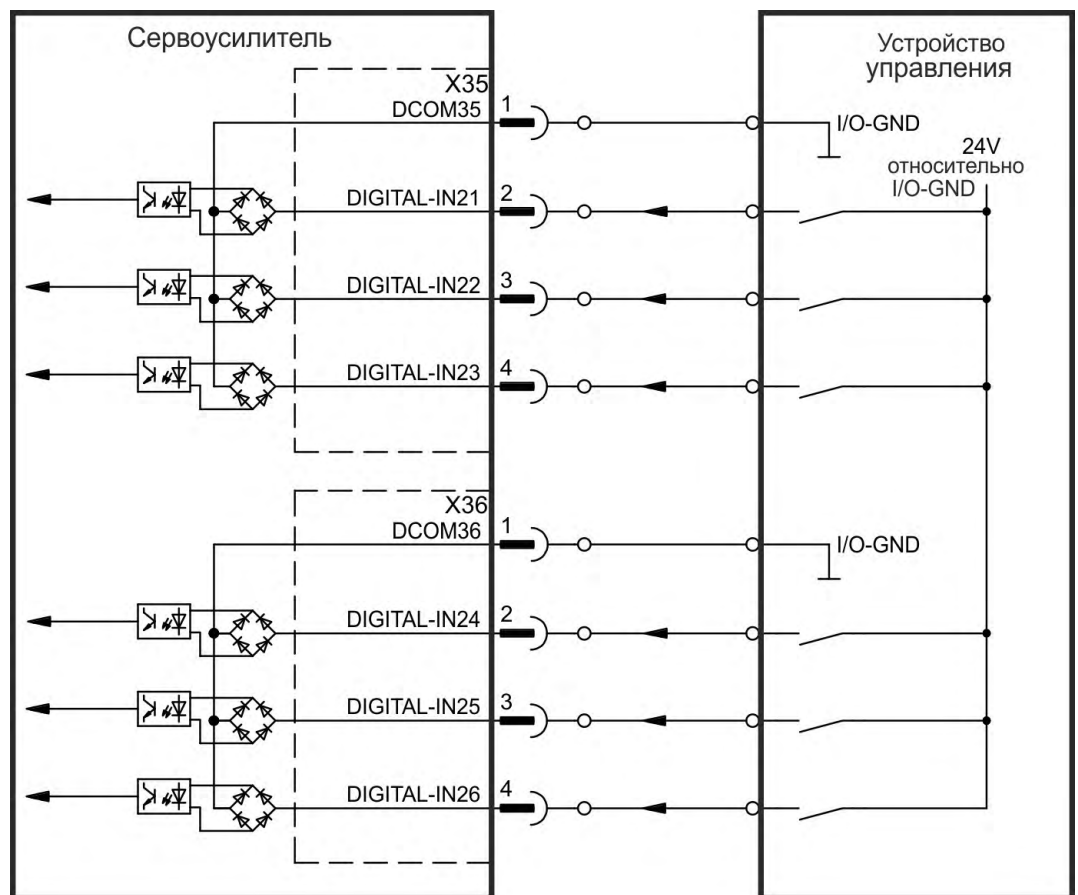 Сервоусилитель
Устройство
управления
X35
DCOM35
1
I/O-GND
24V
относительно
I/O-GND
DIGITAL-IN21
2
DIGITAL-IN22
3
DIGITAL-IN23
4
X36
DCOM36
1
I/O-GND
DIGITAL-IN24
2
DIGITAL-IN25
3
DIGITAL-IN26
4